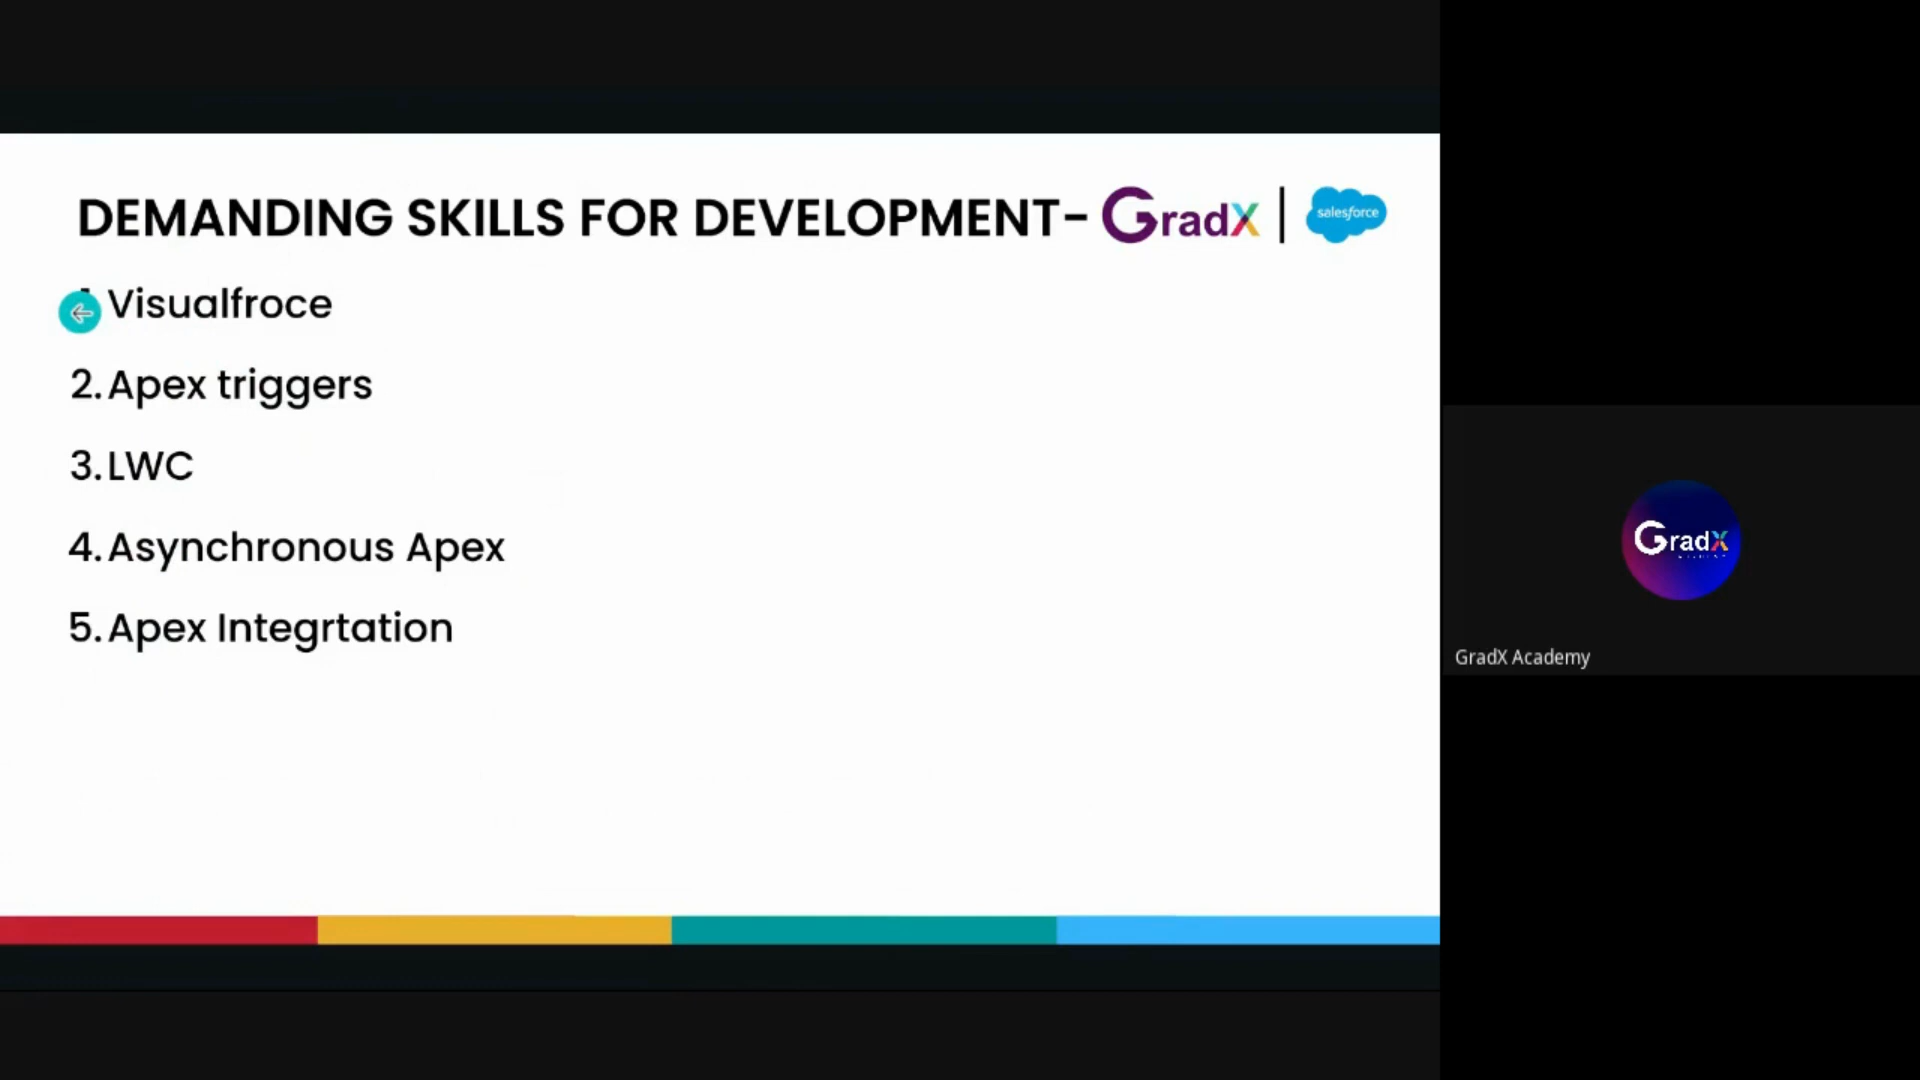 DEMANDING SKILLS FOR DEVELOPMENT- GradX | salesforce
Visualfroce
2. Apex triggers
3. LWC
4. Asynchronous Apex
5. Apex Integrtation
GradX
GradX Academy